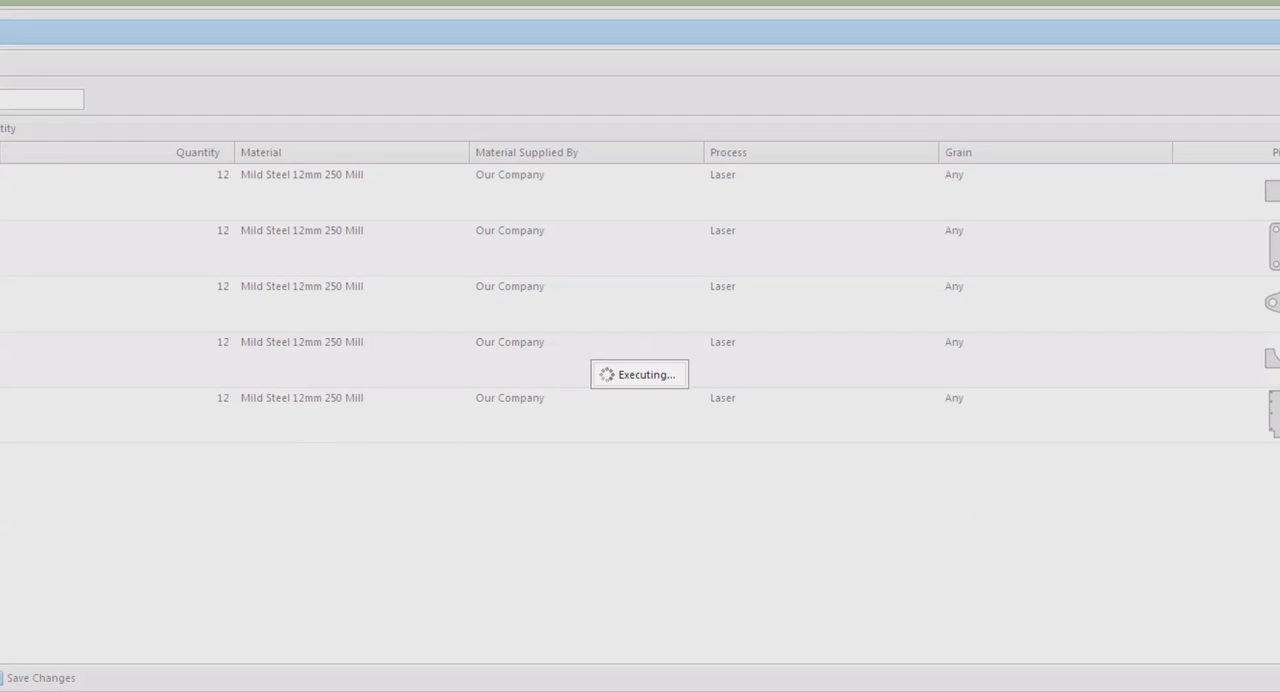 tity
Quantity Material Material Supplied By Process Grain
12 Mild Steel 12mm 250 Mill Our Company Laser Any
12 Mild Steel 12mm 250 Mill Our Company Laser Any
12 Mild Steel 12mm 250 Mill Our Company Laser Any
12 Mild Steel 12mm 250 Mill Our Company Laser Any
Executing...
12 Mild Steel 12mm 250 Mill Our Company Laser Any
Save Changes